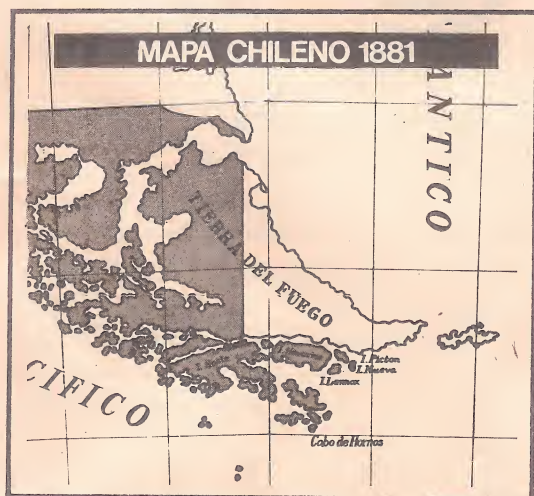 MAPA CHILENO 1881
ANTICO
TIERRA DEL FUEGO
I. Picton
I. Nueva
I. Lennox
CIFICO
Cabo de Hornos